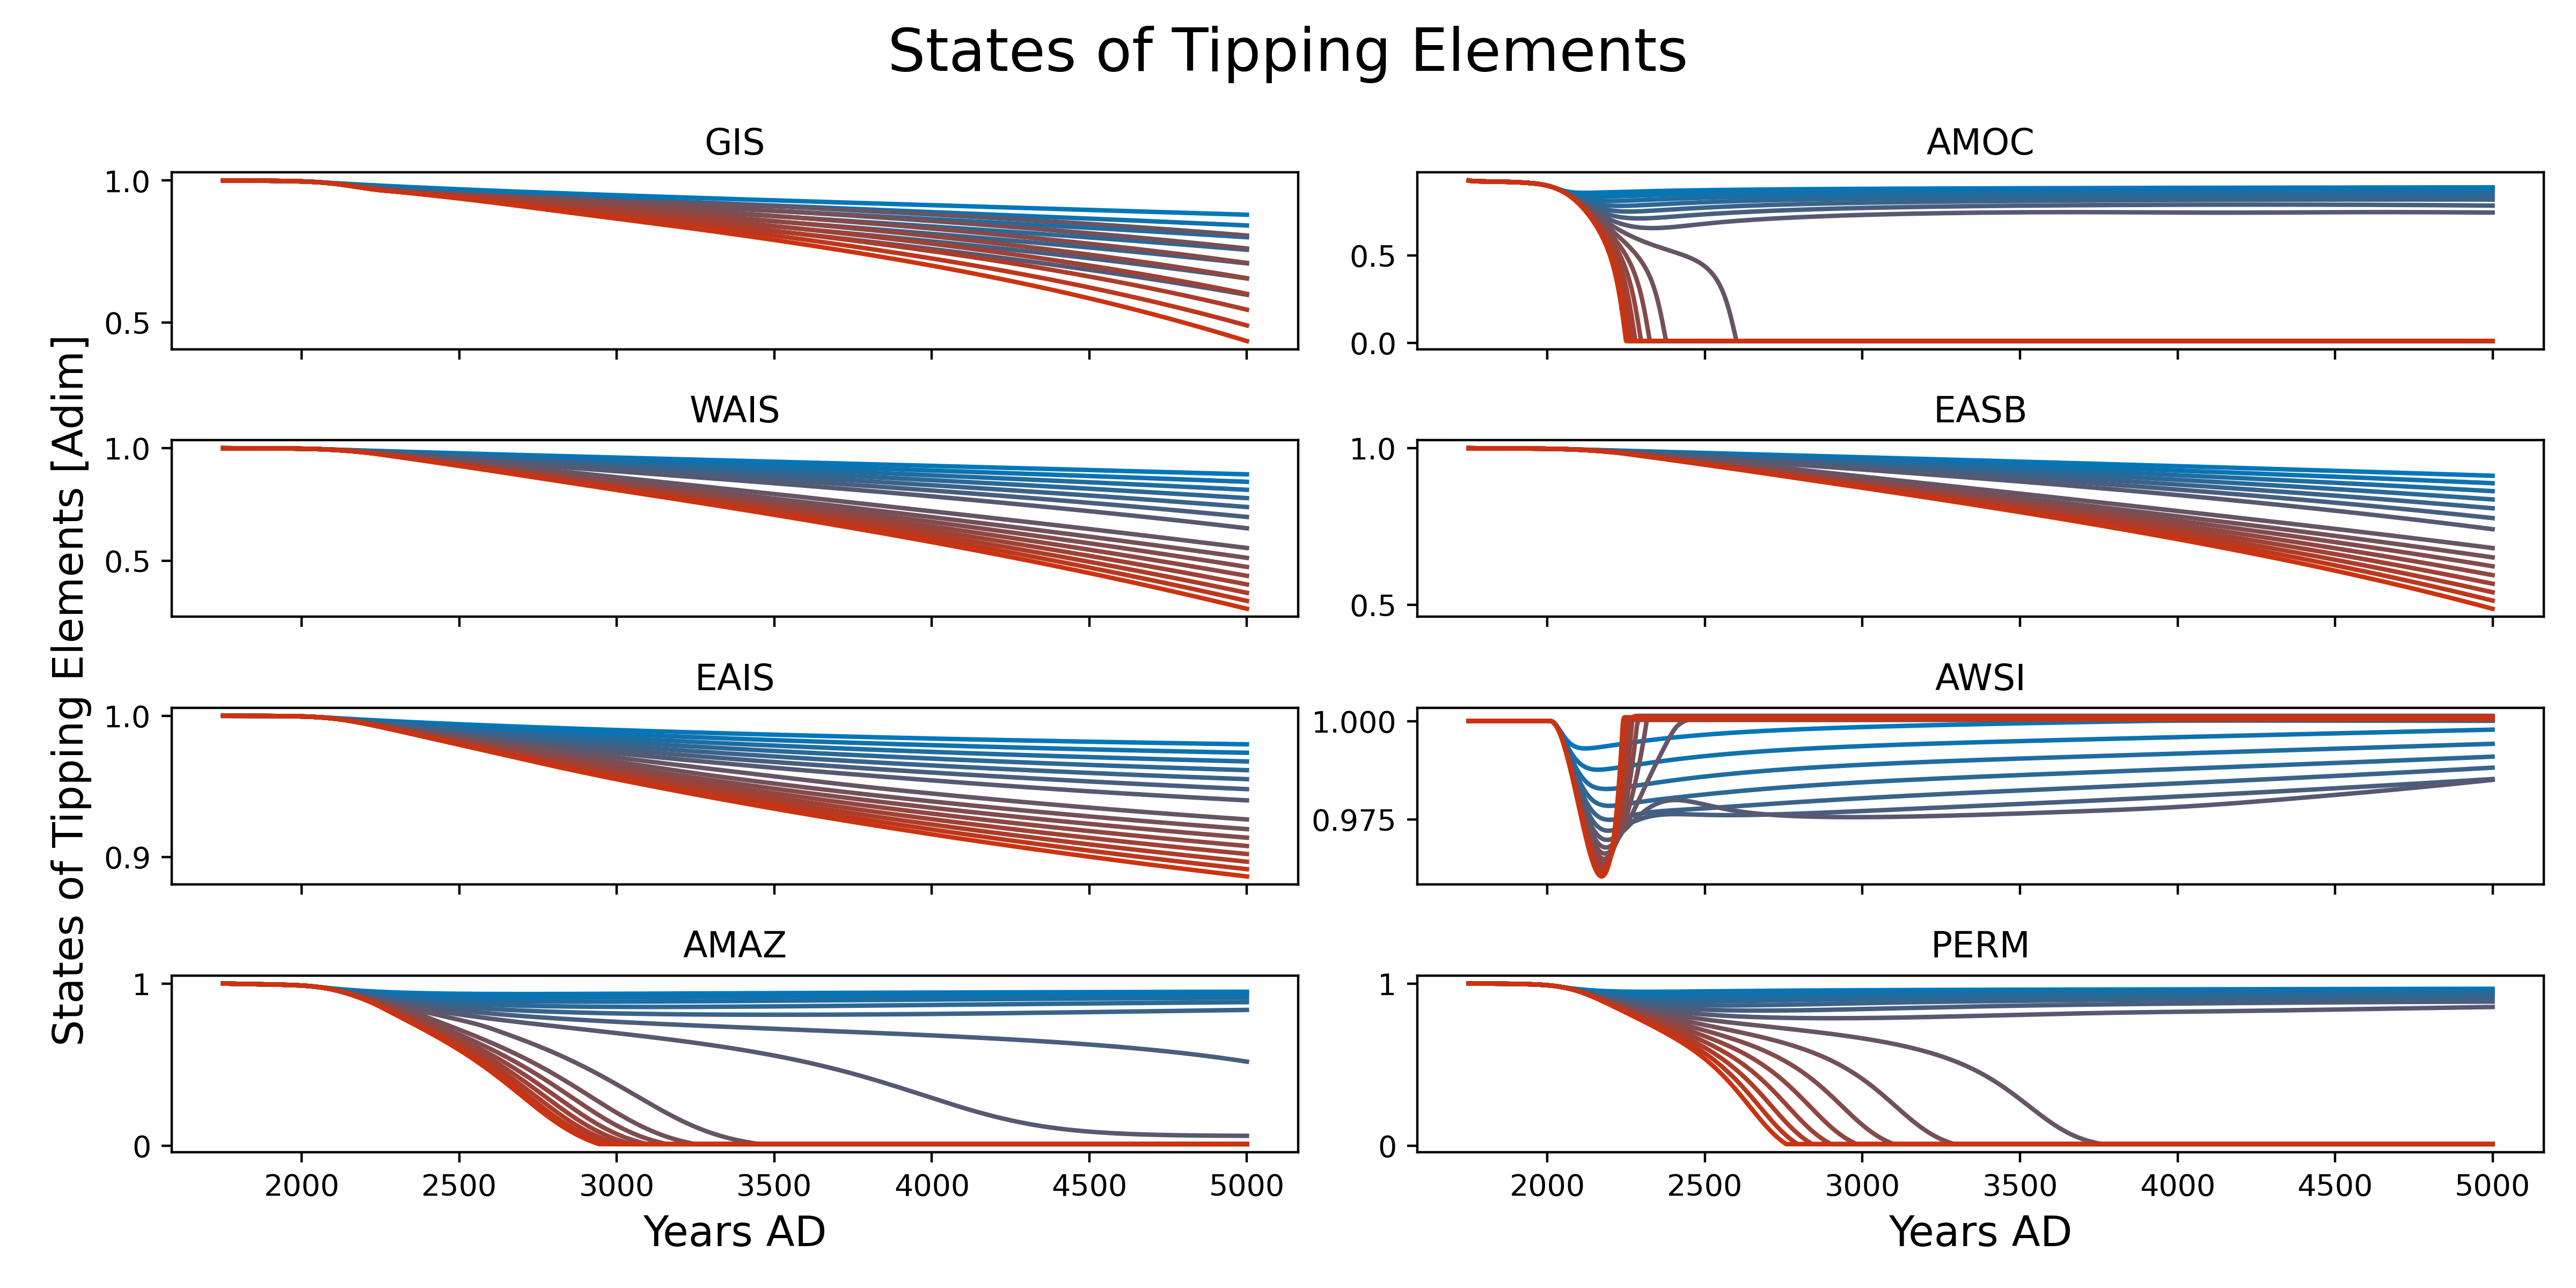 States of Tipping Elements
GIS
AMOC
1.0
0.5
0.5
0.0
WAIS
EASB
1.0
0.5
1.0
0.5
EAIS
AWSI
1.0
0.9
1.000
0.975
AMAZ
PERM
1
0
1
0
2000 2500 3000 3500 4000 4500 5000
2000 2500 3000 3500 4000 4500 5000
Years AD
Years AD
States of Tipping Elements [Adim]